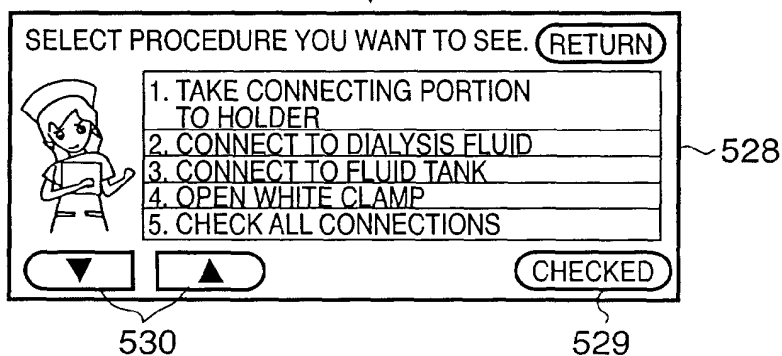 SELECT PROCEDURE YOU WANT TO SEE. RETURN
1. TAKE CONNECTING PORTION
TO HOLDER
2. CONNECT TO DIALYSIS FLUID
3. CONNECT TO FLUID TANK
4. OPEN WHITE CLAMP
5. CHECK ALL CONNECTIONS
528
▼ ▲ CHECKED
530 529